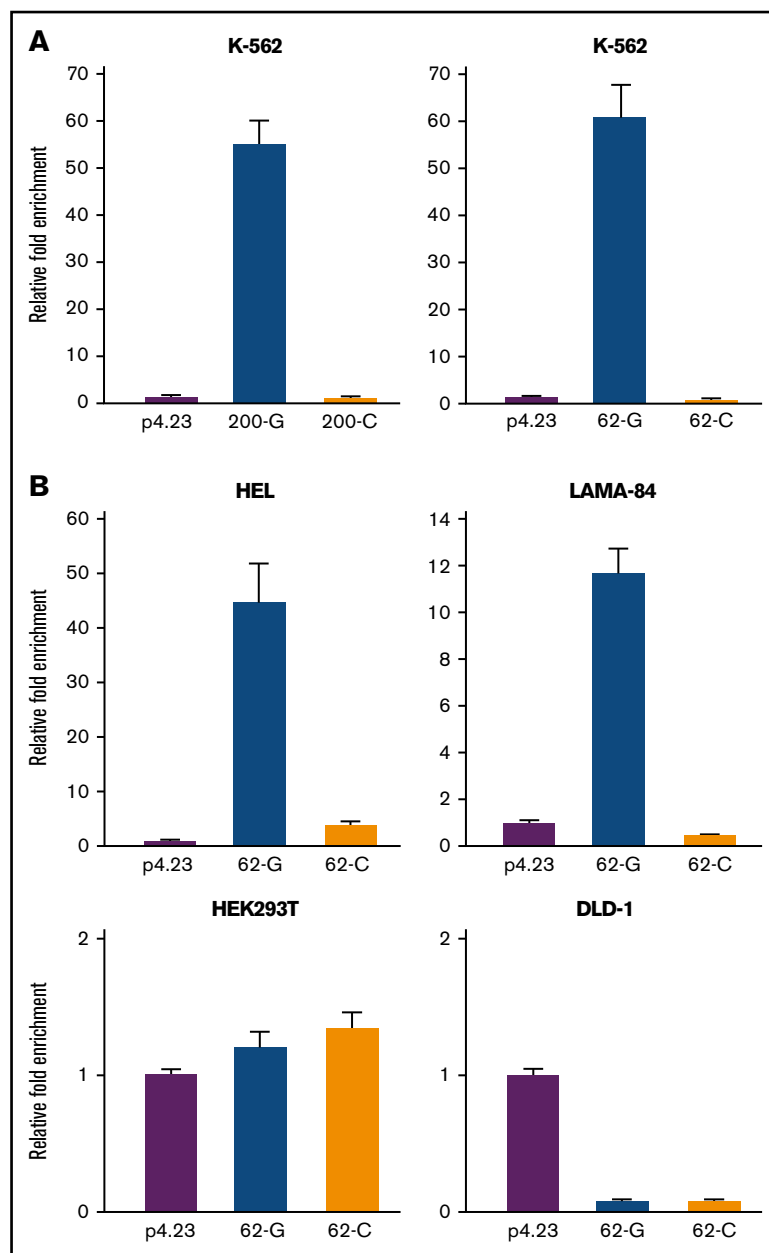 A
K-562
K-562
Relative fold enrichment
70
60
50
40
30
20
10
0
p4.23 200-G 200-C
70
60
50
40
30
20
10
0
p4.23 62-G 62-C
B
HEL
LAMA-84
Relative fold enrichment
60
50
40
30
20
10
0
p4.23 62-G 62-C
14
12
10
8
6
4
2
0
p4.23 62-G 62-C
HEK293T
DLD-1
Relative fold enrichment
2
1
0
p4.23 62-G 62-C
2
1
0
p4.23 62-G 62-C